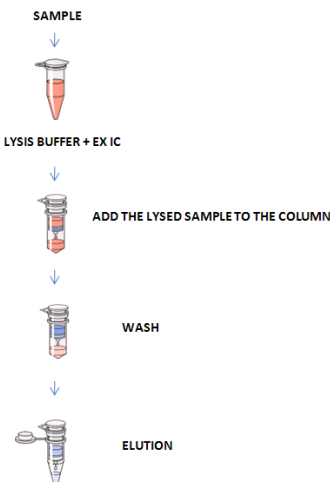 SAMPLE
LYSIS BUFFER + EX IC
ADD THE LYSED SAMPLE TO THE COLUMN
WASH
ELUTION